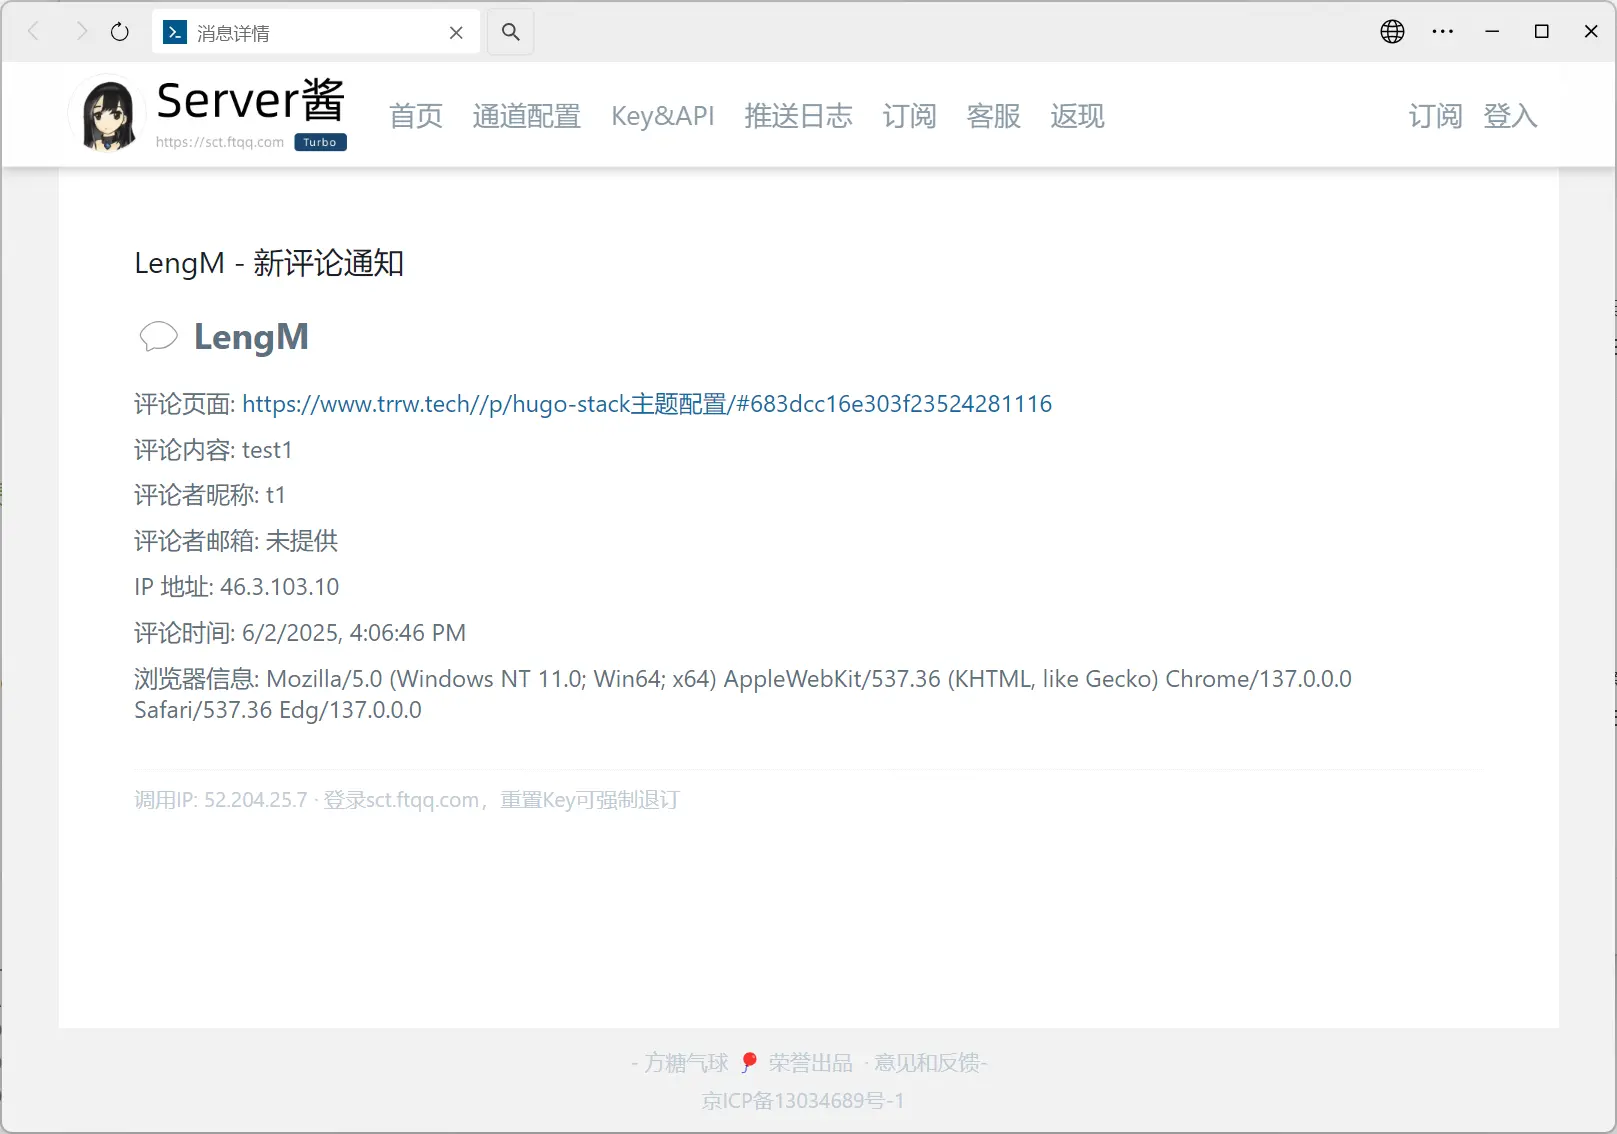 消息详情
Server酱
https://sct.ftqq.com Turbo
首页 通道配置 Key&API 推送日志 订阅 客服 返现 订阅 登入
LengM - 新评论通知
LengM
评论页面: https://www.trrw.tech//p/hugo-stack主题配置/#683dcc16e303f23524281116
评论内容: test1
评论者昵称: t1
评论者邮箱: 未提供
IP 地址: 46.3.103.10
评论时间: 6/2/2025, 4:06:46 PM
浏览器信息: Mozilla/5.0 (Windows NT 11.0; Win64; x64) AppleWebKit/537.36 (KHTML, like Gecko) Chrome/137.0.0.0
Safari/537.36 Edg/137.0.0.0
调用IP: 52.204.25.7 · 登录sct.ftqq.com，重置Key可强制退订
- 方糖气球 🎈 荣誉出品 · 意见和反馈-
京ICP备13034689号-1